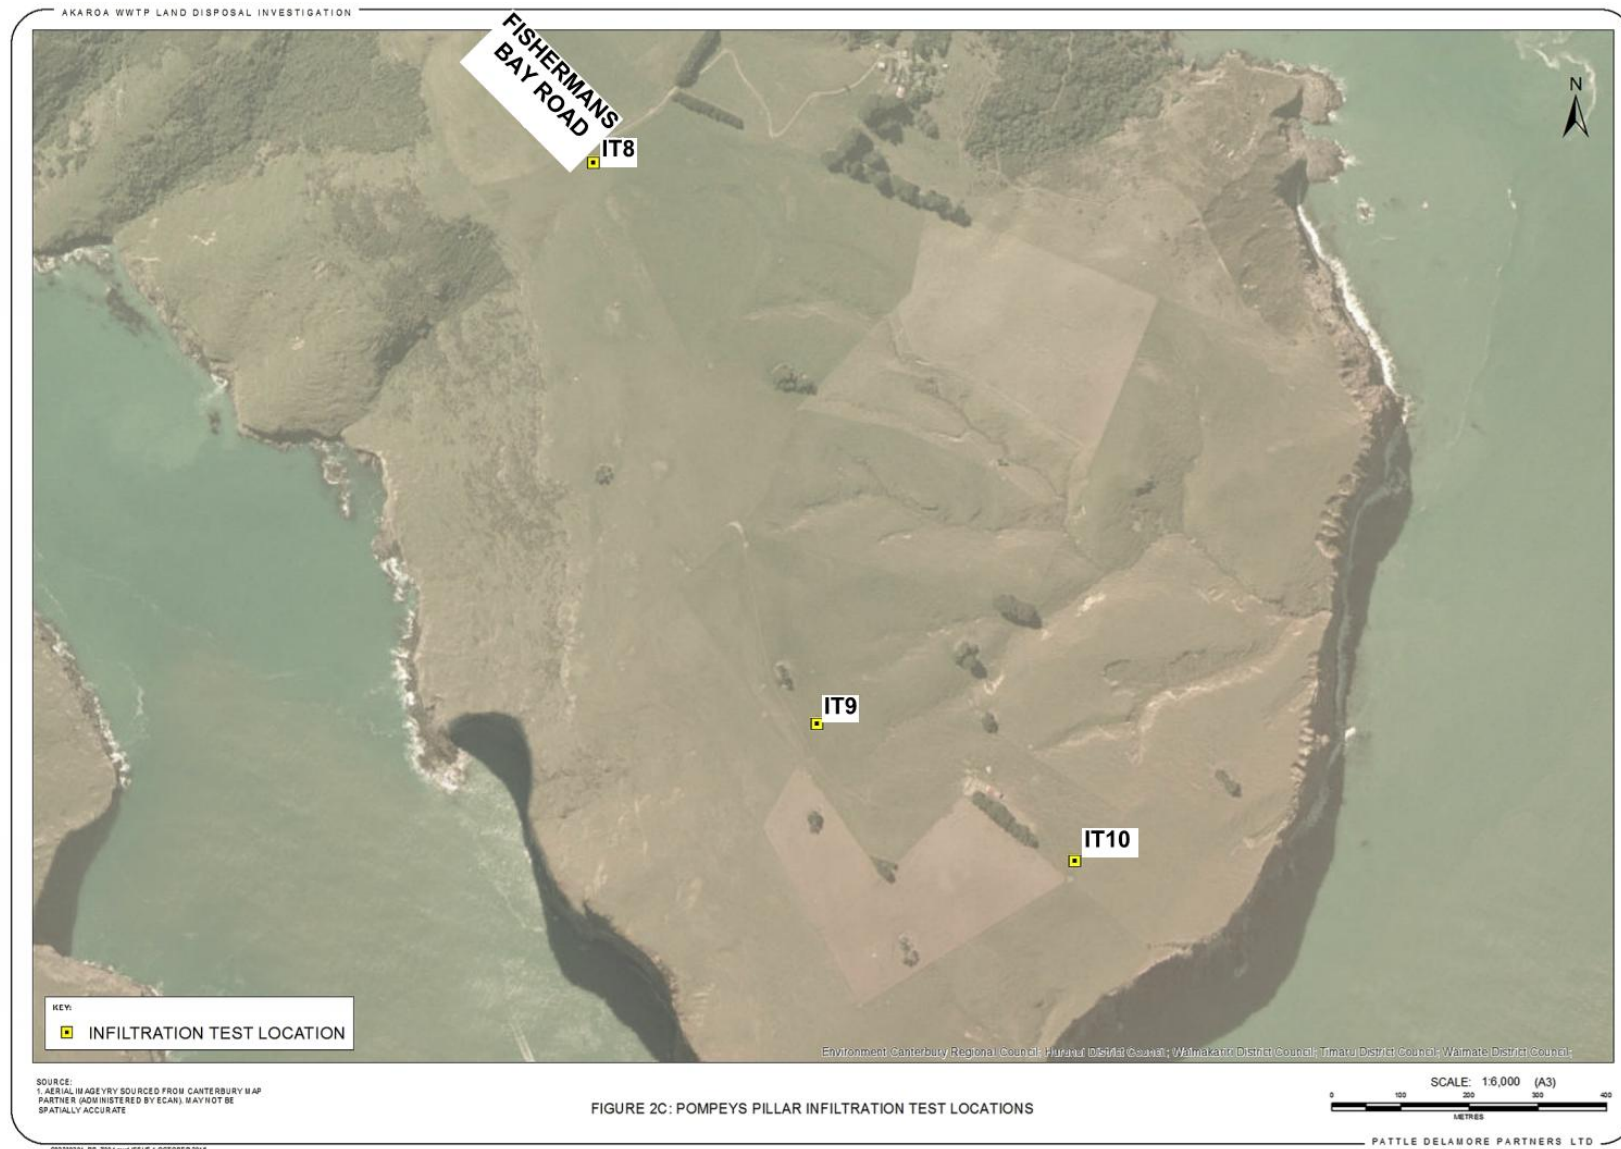 AKAROA WWTP LAND DISPOSAL INVESTIGATION
FISHERMANS
BAY ROAD
IT8
N
IT9
IT10
KEY:
INFILTRATION TEST LOCATION
Environment Canterbury Regional Council; Hurunui District Council; Waimakariri District Council; Timaru District Council; Waimate District Council;
SOURCE:
1. AERIAL IMAGEYRY SOURCED FROM CANTERBURY MAP
PARTNER (ADMINISTERED BY ECAN). MAY NOT BE
SPATIALLY ACCURATE
FIGURE 2C: POMPEYS PILLAR INFILTRATION TEST LOCATIONS
SCALE: 1:6,000 (A3)
0 100 200 300 400
METRES
PATTLE DELAMORE PARTNERS LTD